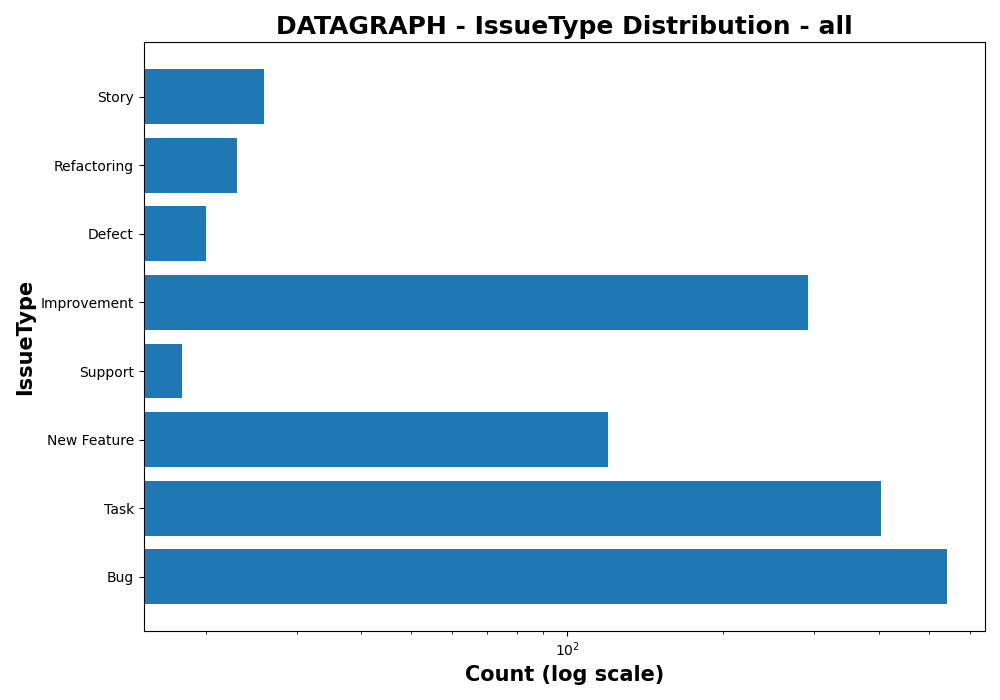 DATAGRAPH - IssueType Distribution - all
Story
Refactoring
Defect
Improvement
Support
New Feature
Task
Bug
IssueType
10²
Count (log scale)